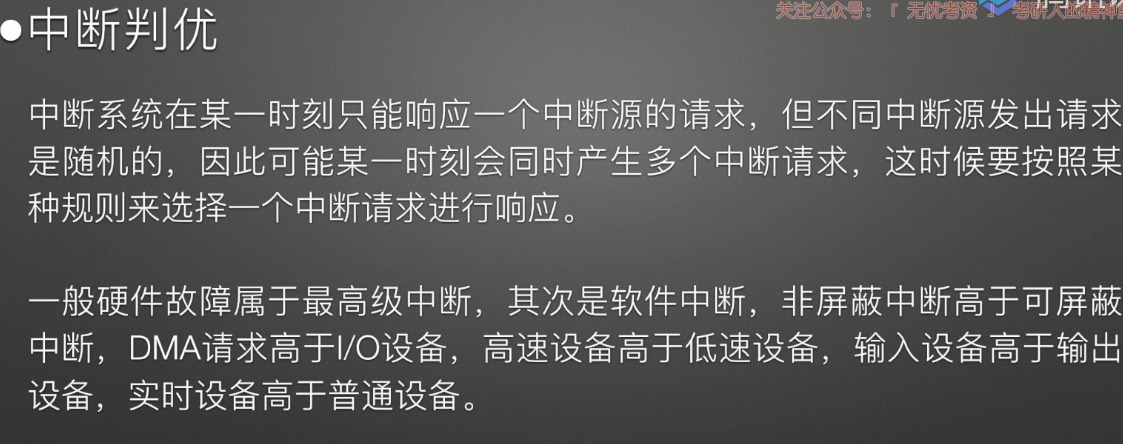 关注公众号：「 无忧考资 」 考研人的精神
●中断判优
中断系统在某一时刻只能响应一个中断源的请求，但不同中断源发出请求
是随机的，因此可能某一时刻会同时产生多个中断请求，这时候要按照某
种规则来选择一个中断请求进行响应。
一般硬件故障属于最高级中断，其次是软件中断，非屏蔽中断高于可屏蔽
中断，DMA请求高于I/O设备，高速设备高于低速设备，输入设备高于输出
设备，实时设备高于普通设备。